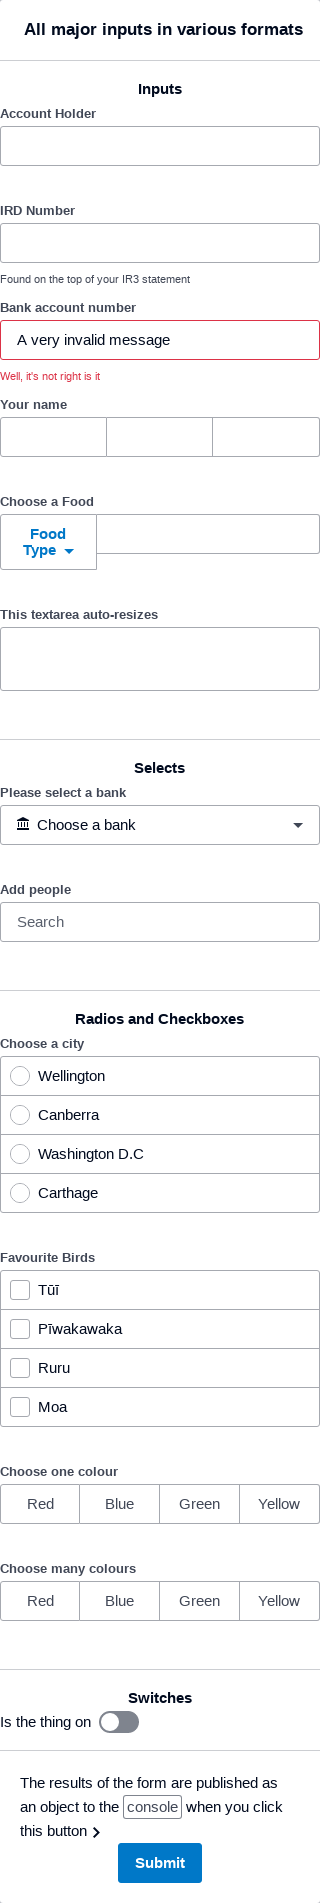 All major inputs in various formats
Inputs
Account Holder
IRD Number
Found on the top of your IR3 statement
Bank account number
A very invalid message
Well, it's not right is it
Your name
Choose a Food
Food
Type
This textarea auto-resizes
Selects
Please select a bank
Choose a bank
Add people
Search
Radios and Checkboxes
Choose a city
Wellington
Canberra
Washington D.C
Carthage
Favourite Birds
Tūī
Pīwakawaka
Ruru
Moa
Choose one colour
Red Blue Green Yellow
Choose many colours
Red Blue Green Yellow
Switches
Is the thing on
The results of the form are published as
an object to the console when you click
this button
Submit